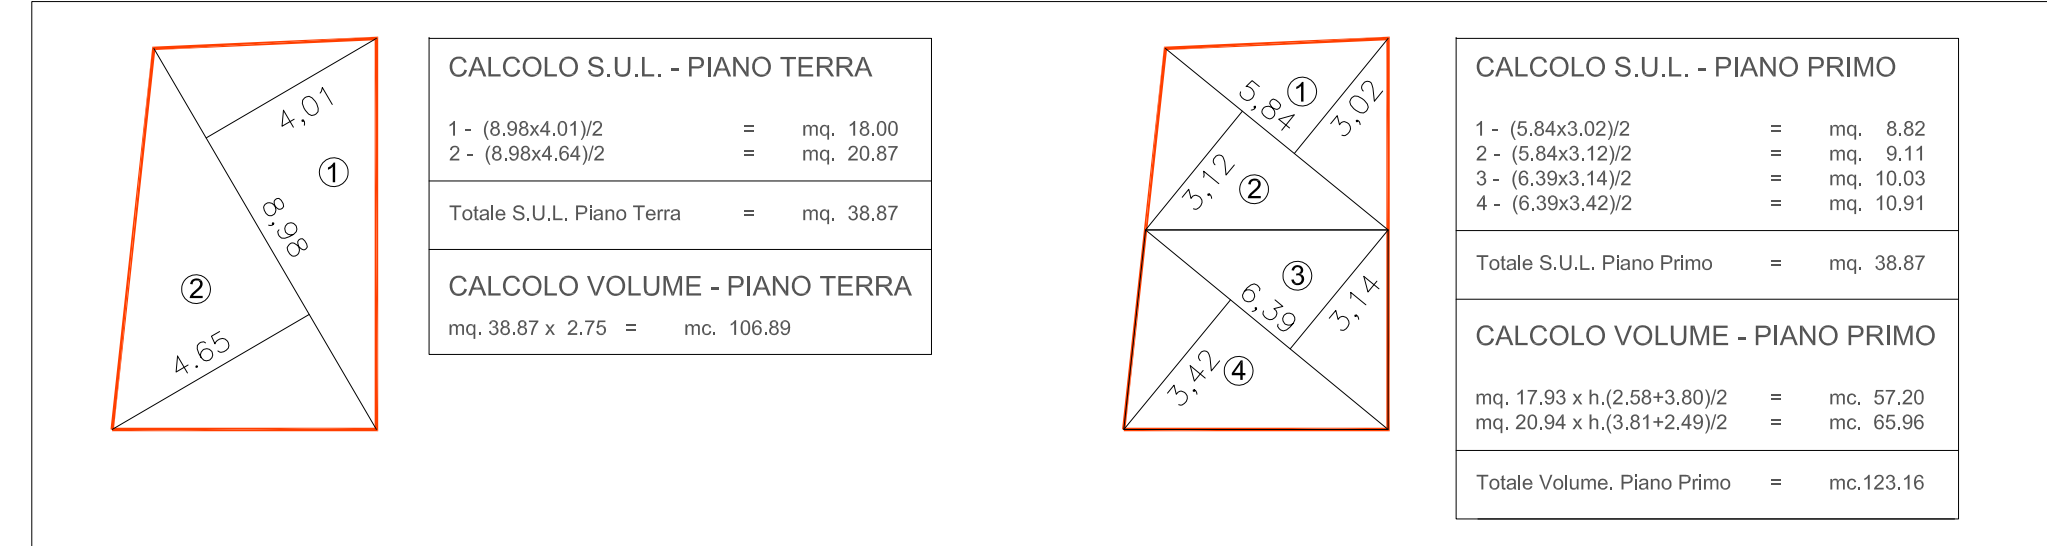 4,01
1
8,98
2
4.65
CALCOLO S.U.L. - PIANO TERRA
1 - (8.98x4.01)/2 = mq. 18.00
2 - (8.98x4.64)/2 = mq. 20.87
Totale S.U.L. Piano Terra = mq. 38.87
CALCOLO VOLUME - PIANO TERRA
mq. 38.87 x 2.75 = mc. 106.89
5,84
1
3,02
3,12
2
3
6,39
3,14
3,42
4
CALCOLO S.U.L. - PIANO PRIMO
1 - (5.84x3.02)/2 = mq. 8.82
2 - (5.84x3.12)/2 = mq. 9.11
3 - (6.39x3.14)/2 = mq. 10.03
4 - (6.39x3.42)/2 = mq. 10.91
Totale S.U.L. Piano Primo = mq. 38.87
CALCOLO VOLUME - PIANO PRIMO
mq. 17.93 x h.(2.58+3.80)/2 = mc. 57.20
mq. 20.94 x h.(3.81+2.49)/2 = mc. 65.96
Totale Volume. Piano Primo = mc.123.16